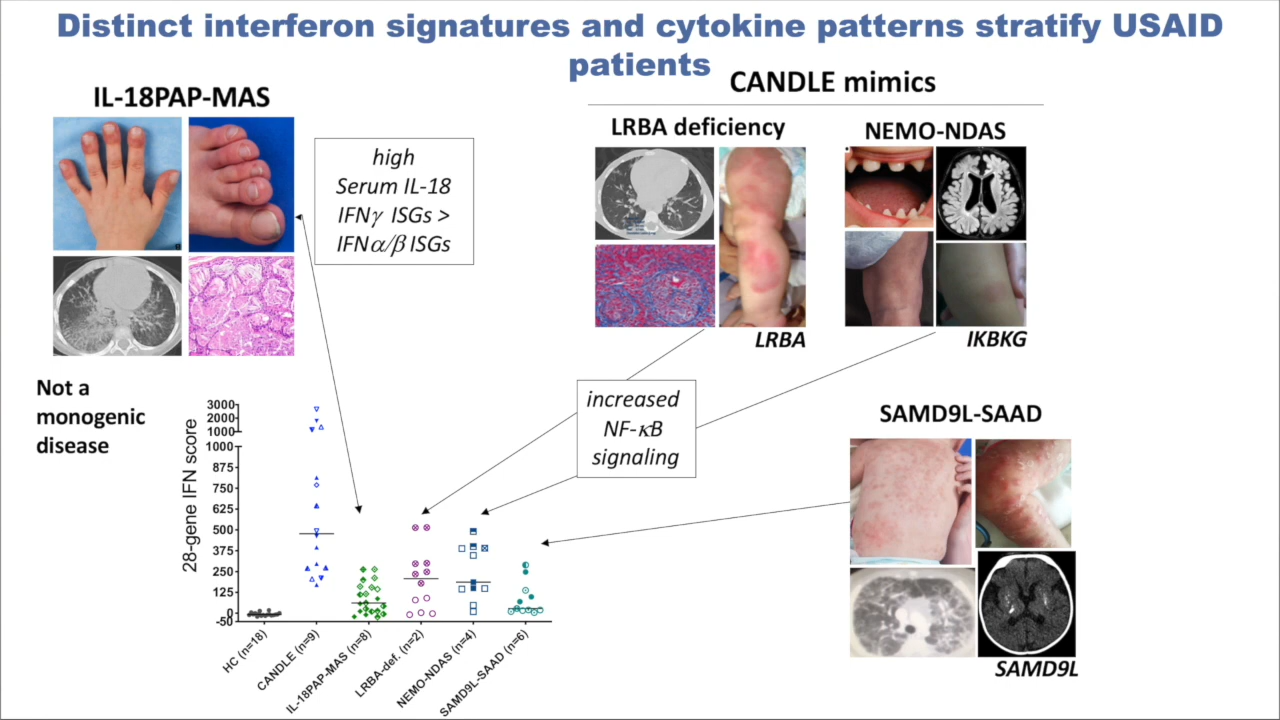 Distinct interferon signatures and cytokine patterns stratify USAID
patients
CANDLE mimics
IL-18PAP-MAS
LRBA deficiency
NEMO-NDAS
high
Serum IL-18
IFNγ ISGs >
IFNα/β ISGs
LRBA
IKBKG
Not a
monogenic
disease
increased
NF-κB
signaling
SAMD9L-SAAD
SAMD9L
28-gene IFN score
3000
2000
1000
1000
875
750
625
500
375
250
125
0
-50
HC (n=18)
CANDLE (n=9)
IL-18PAP-MAS (n=8)
LRBA-def. (n=2)
NEMO-NDAS (n=4)
SAMD9L-SAAD (n=6)